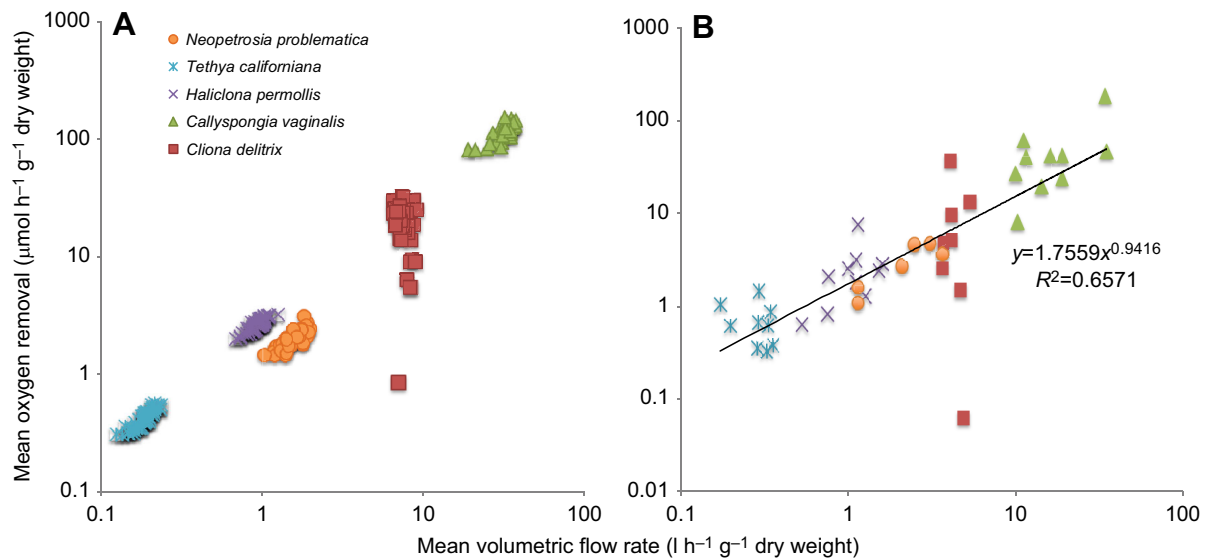 A
B
1000
100
10
1
0.1
Neopetrosia problematica
Tethya californiana
Haliclona permollis
Callyspongia vaginalis
Cliona delitrix
Mean oxygen removal (μmol h⁻¹ g⁻¹ dry weight)
0.1
1
10
100
1000
100
10
1
0.1
0.01
y=1.7559x⁰·⁹⁴¹⁶
R²=0.6571
0.1
1
10
100
Mean volumetric flow rate (l h⁻¹ g⁻¹ dry weight)